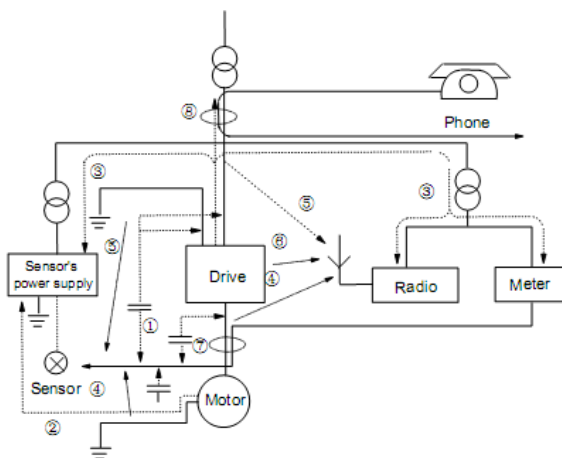 ⑧
Phone
③
③
⑤
⑥
⑤
Sensor's
power supply
Drive
④
Radio
Meter
①
⑦
Sensor
④
Motor
②